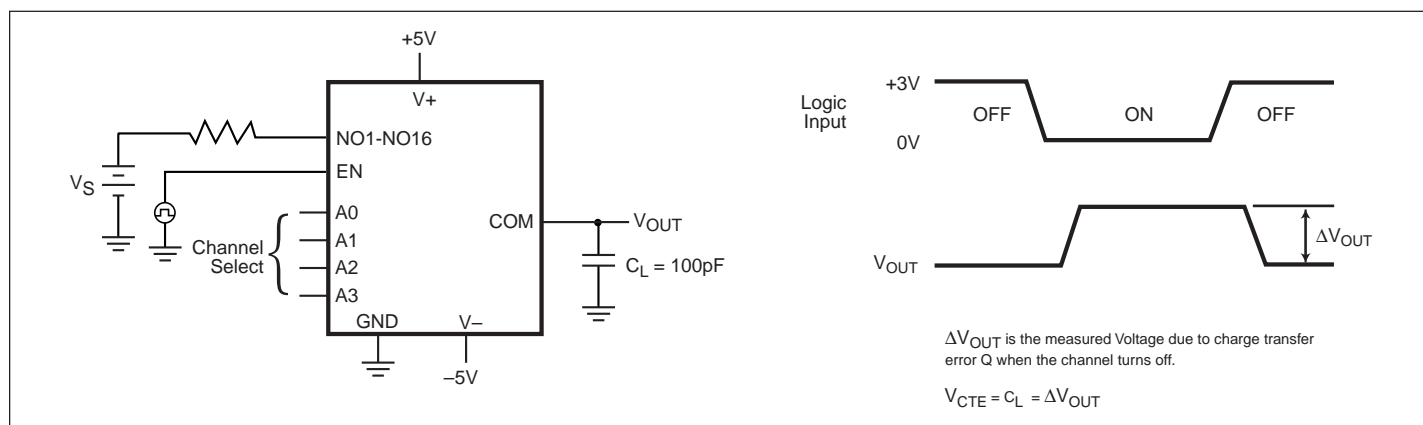 +5V
V+
NO1-NO16
EN
VS
A0
A1
A2
A3
Channel
Select
COM
VOUT
CL = 100pF
GND
V–
–5V
Logic
Input
+3V
0V
OFF
ON
OFF
VOUT
ΔVOUT
ΔVOUT is the measured Voltage due to charge transfer
error Q when the channel turns off.
VCTE = CL = ΔVOUT